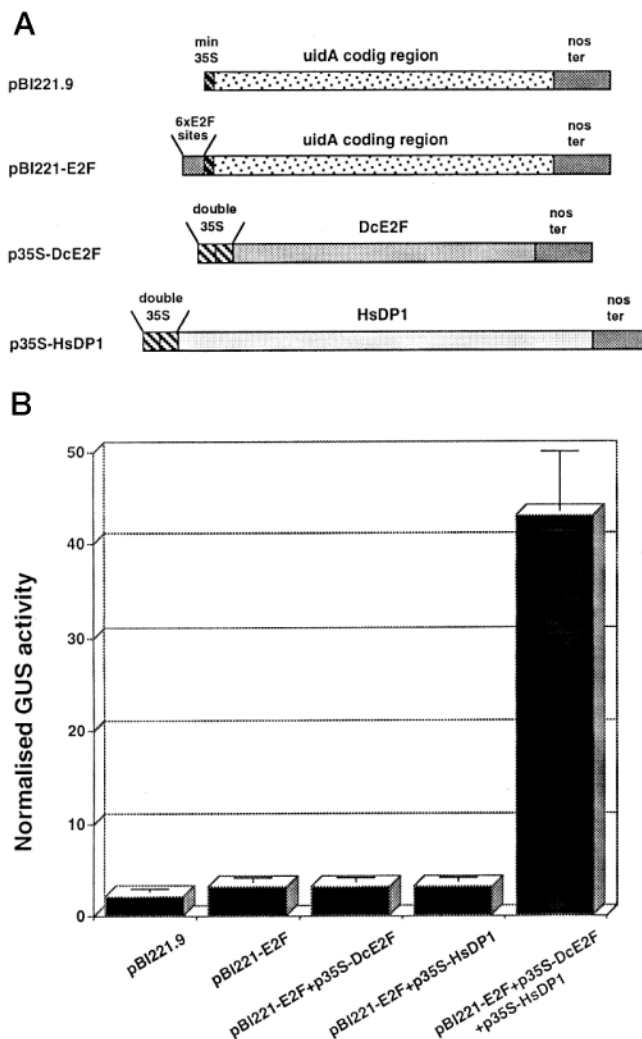 A
min
35S
uidA codig region
nos
ter
pBI221.9
6xE2F
sites
uidA coding region
nos
ter
pBI221-E2F
double
35S
DcE2F
nos
ter
p35S-DcE2F
double
35S
HsDP1
nos
ter
p35S-HsDP1
B
Normalised GUS activity
50
40
30
20
10
0
pBI221.9
pBI221-E2F
pBI221-E2F+p35S-DcE2F
pBI221-E2F+p35S-HsDP1
pBI221-E2F+p35S-DcE2F
+p35S-HsDP1